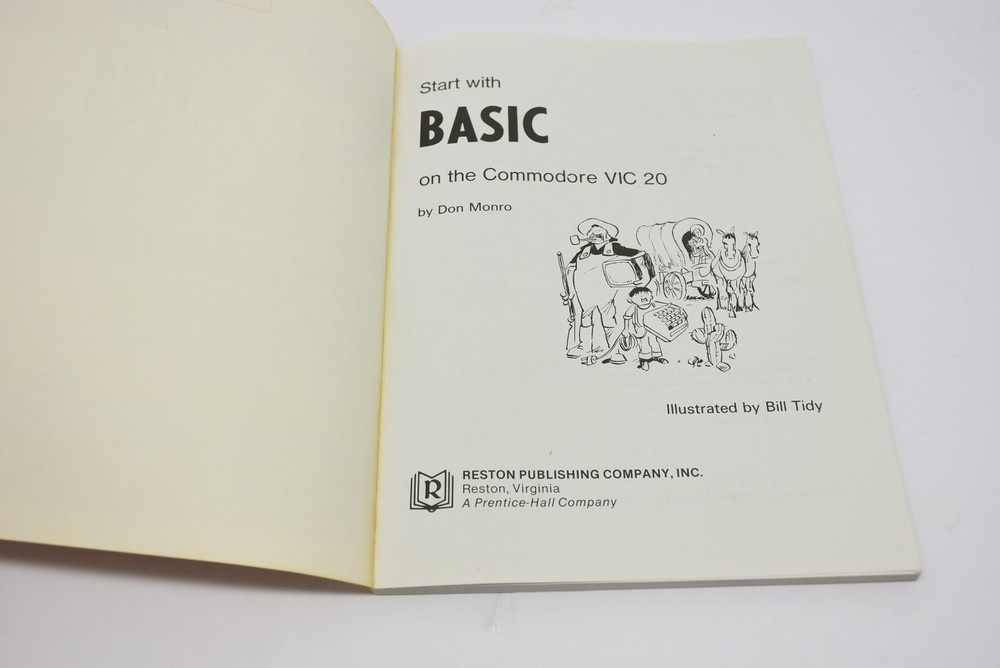 Start with
BASIC
on the Commodore VIC 20
by Don Monro
Illustrated by Bill Tidy
R
RESTON PUBLISHING COMPANY, INC.
Reston, Virginia
A Prentice-Hall Company